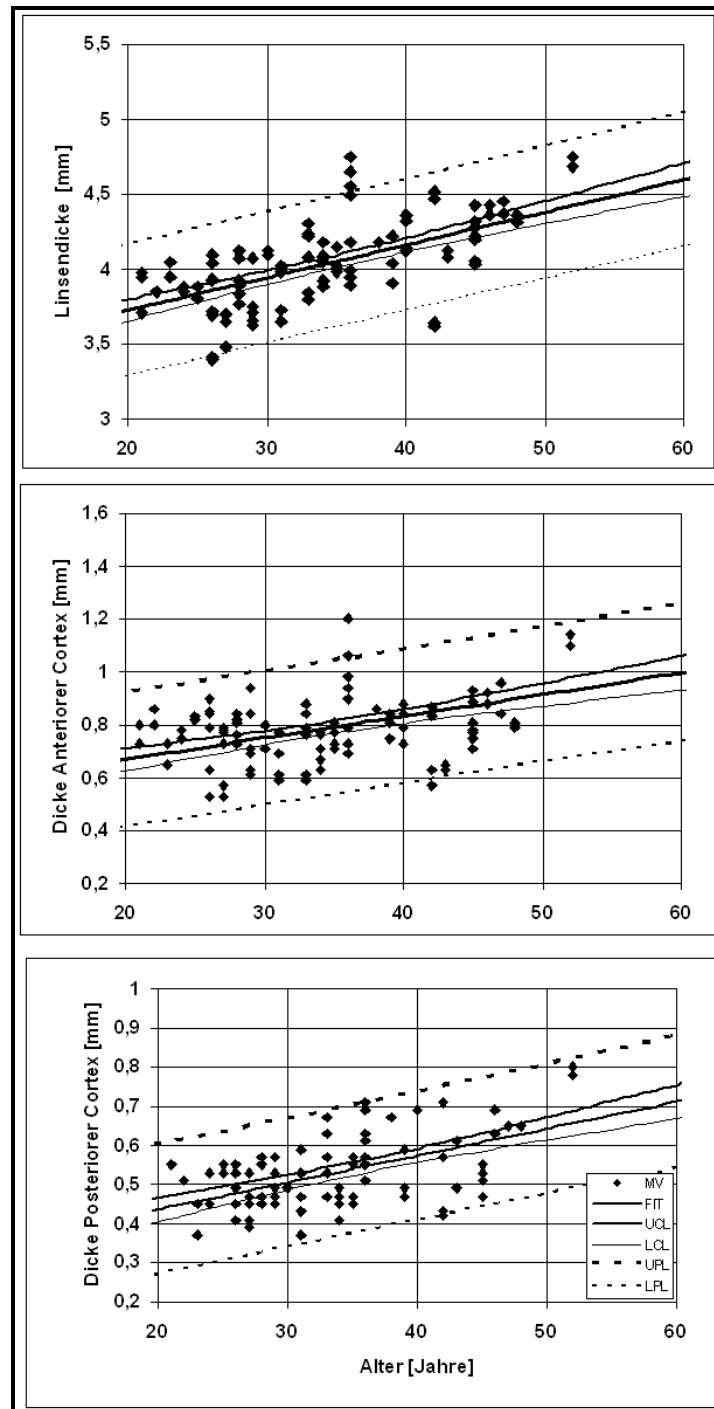 Linsendicke [mm]
5,5
5
4,5
4
3,5
3
20 30 40 50 60
Dicke Anteriorer Cortex [mm]
1,6
1,4
1,2
1
0,8
0,6
0,4
0,2
20 30 40 50 60
Dicke Posteriorer Cortex [mm]
1
0,9
0,8
0,7
0,6
0,5
0,4
0,3
0,2
MV
FIT
UCL
LCL
UPL
LPL
20 30 40 50 60
Alter [Jahre]